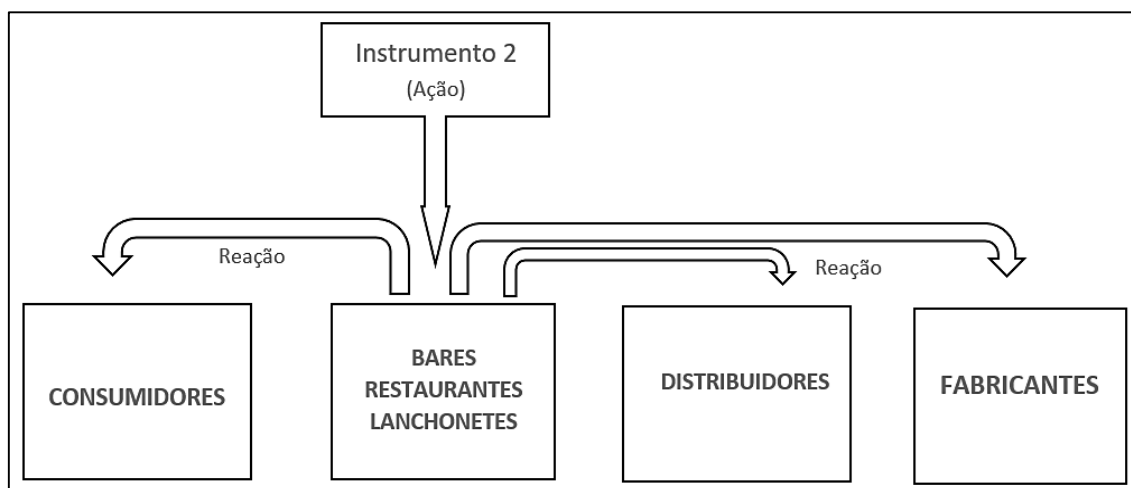 Instrumento 2
(Ação)
Reação
Reação
CONSUMIDORES
BARES
RESTAURANTES
LANCHONETES
DISTRIBUIDORES
FABRICANTES